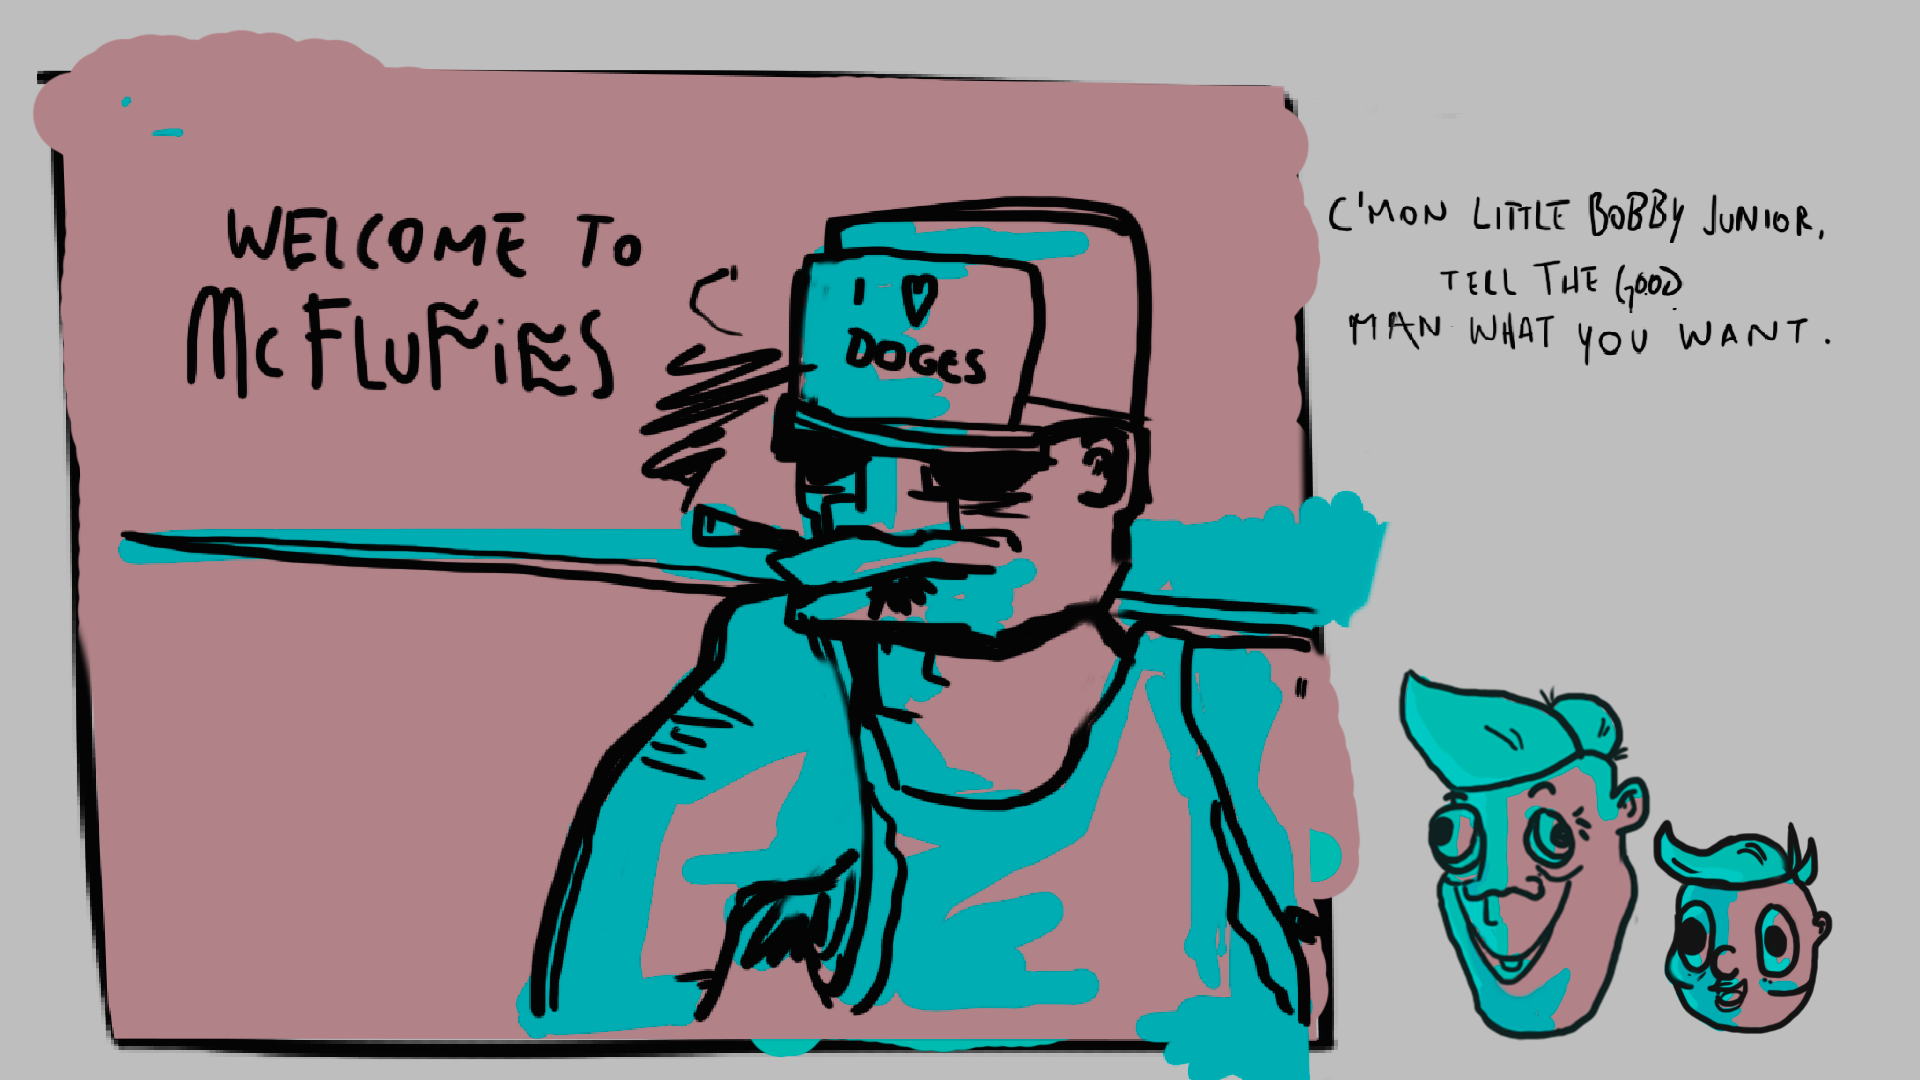 WELCOME TO
McFLUFFIES
I ♥
DOGES
C'MON LITTLE BOBBY JUNIOR,
TELL THE GOOD
MAN WHAT YOU WANT.